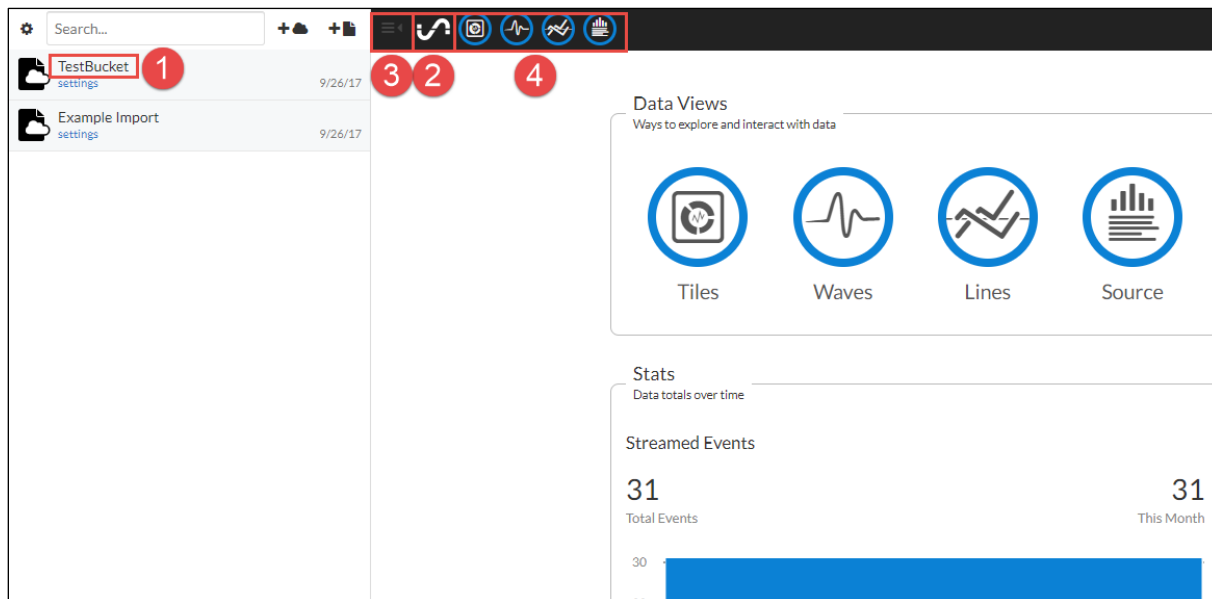 Search...
TestBucket
1
settings
9/26/17
Example Import
settings
9/26/17
3
2
4
Data Views
Ways to explore and interact with data
Tiles
Waves
Lines
Source
Stats
Data totals over time
Streamed Events
31
31
Total Events
This Month
30